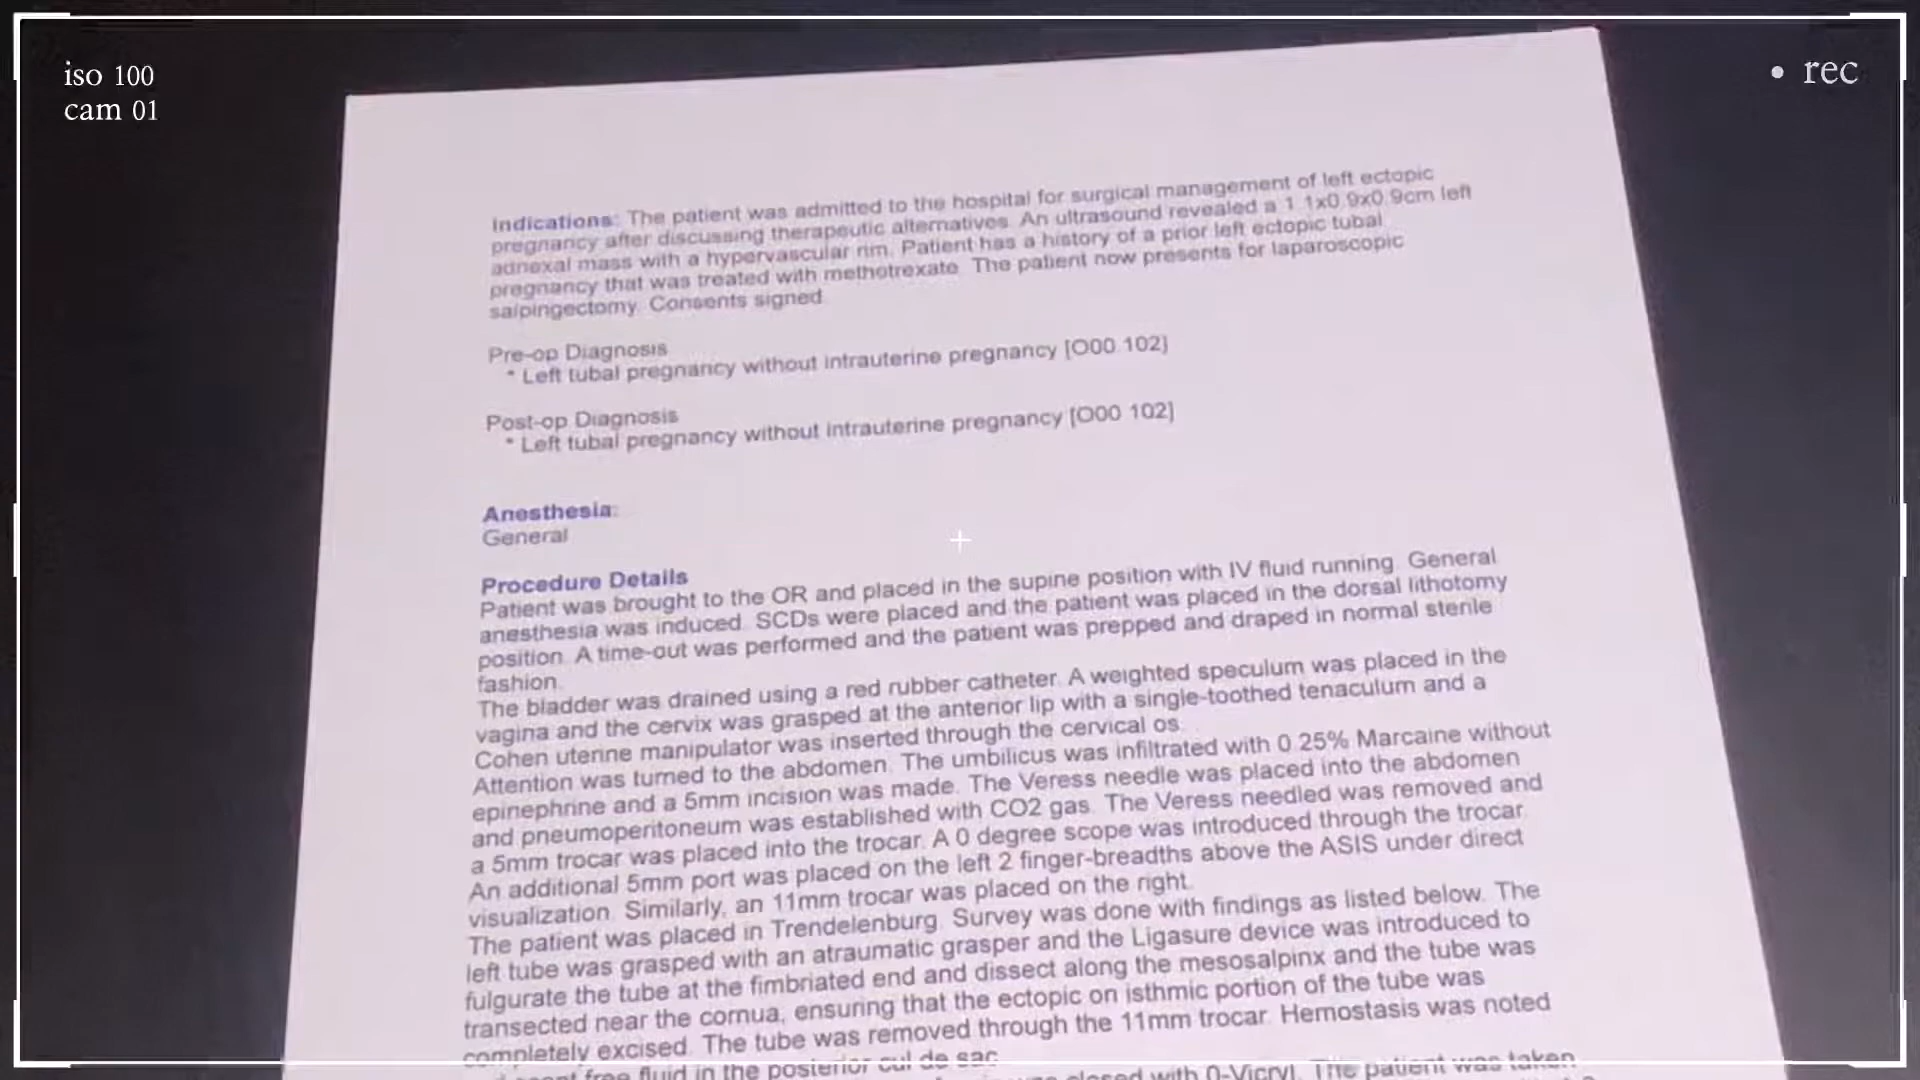 iso 100
cam 01
• rec
Indications: The patient was admitted to the hospital for surgical management of left ectopic
pregnancy after discussing therapeutic alternatives. An ultrasound revealed a 1.1x0.9x0.9cm left
adnexal mass with a hypervascular rim. Patient has a history of a prior left ectopic tubal
pregnancy that was treated with methotrexate. The patient now presents for laparoscopic
salpingectomy. Consents signed.
Pre-op Diagnosis
* Left tubal pregnancy without intrauterine pregnancy [O00.102]
Post-op Diagnosis
* Left tubal pregnancy without intrauterine pregnancy [O00.102]
Anesthesia:
General
Procedure Details
Patient was brought to the OR and placed in the supine position with IV fluid running. General
anesthesia was induced. SCDs were placed and the patient was placed in the dorsal lithotomy
position. A time-out was performed and the patient was prepped and draped in normal sterile
fashion.
The bladder was drained using a red rubber catheter. A weighted speculum was placed in the
vagina and the cervix was grasped at the anterior lip with a single-toothed tenaculum and a
Cohen uterine manipulator was inserted through the cervical os.
Attention was turned to the abdomen. The umbilicus was infiltrated with 0.25% Marcaine without
epinephrine and a 5mm incision was made. The Veress needle was placed into the abdomen
and pneumoperitoneum was established with CO2 gas. The Veress needled was removed and
a 5mm trocar was placed into the trocar. A 0 degree scope was introduced through the trocar.
An additional 5mm port was placed on the left 2 finger-breadths above the ASIS under direct
visualization. Similarly, an 11mm trocar was placed on the right.
The patient was placed in Trendelenburg. Survey was done with findings as listed below. The
left tube was grasped with an atraumatic grasper and the Ligasure device was introduced to
fulgurate the tube at the fimbriated end and dissect along the mesosalpinx and the tube was
transected near the cornua, ensuring that the ectopic on isthmic portion of the tube was
completely excised. The tube was removed through the 11mm trocar. Hemostasis was noted
free fluid in the posterior cul de sac.
closed with 0-Vicryl. The patient was taken